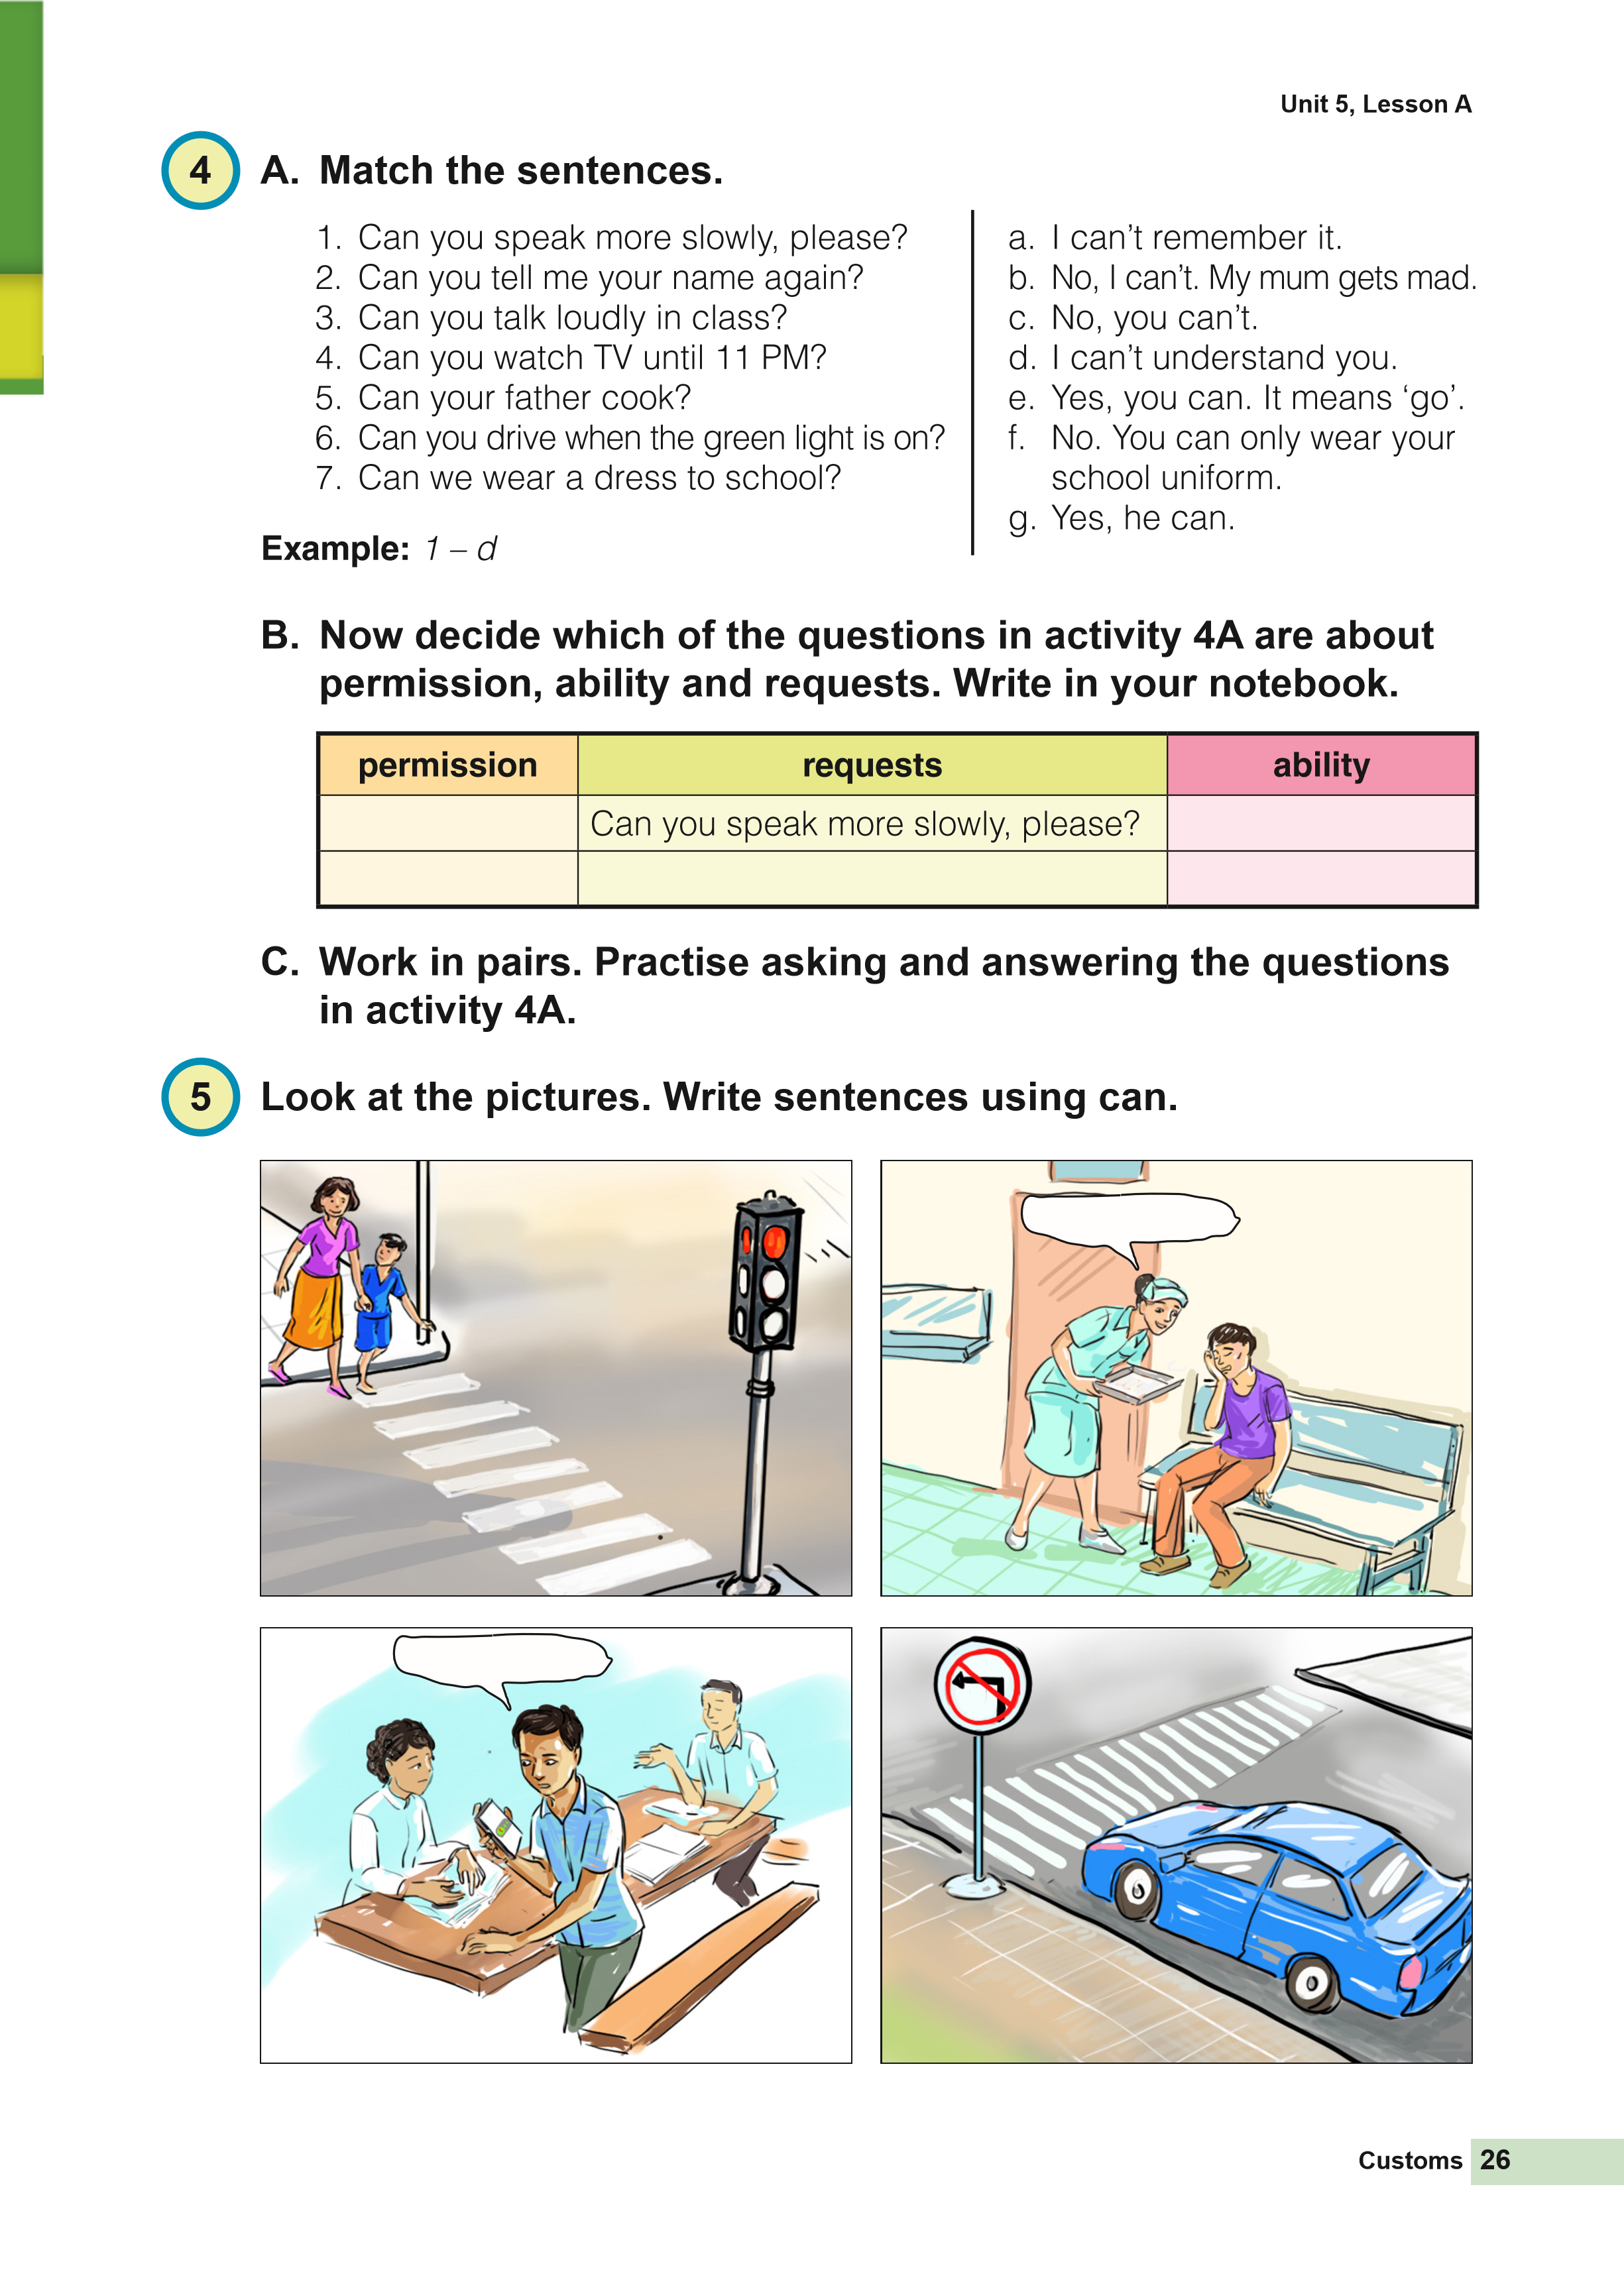 Unit 5, Lesson A
4 A. Match the sentences.
1. Can you speak more slowly, please?
2. Can you tell me your name again?
3. Can you talk loudly in class?
4. Can you watch TV until 11 PM?
5. Can your father cook?
6. Can you drive when the green light is on?
7. Can we wear a dress to school?
Example: 1 – d
a. I can’t remember it.
b. No, I can’t. My mum gets mad.
c. No, you can’t.
d. I can’t understand you.
e. Yes, you can. It means ‘go’.
f. No. You can only wear your
school uniform.
g. Yes, he can.
B. Now decide which of the questions in activity 4A are about
permission, ability and requests. Write in your notebook.
permission requests ability
Can you speak more slowly, please?
C. Work in pairs. Practise asking and answering the questions
in activity 4A.
5 Look at the pictures. Write sentences using can.
Customs 26